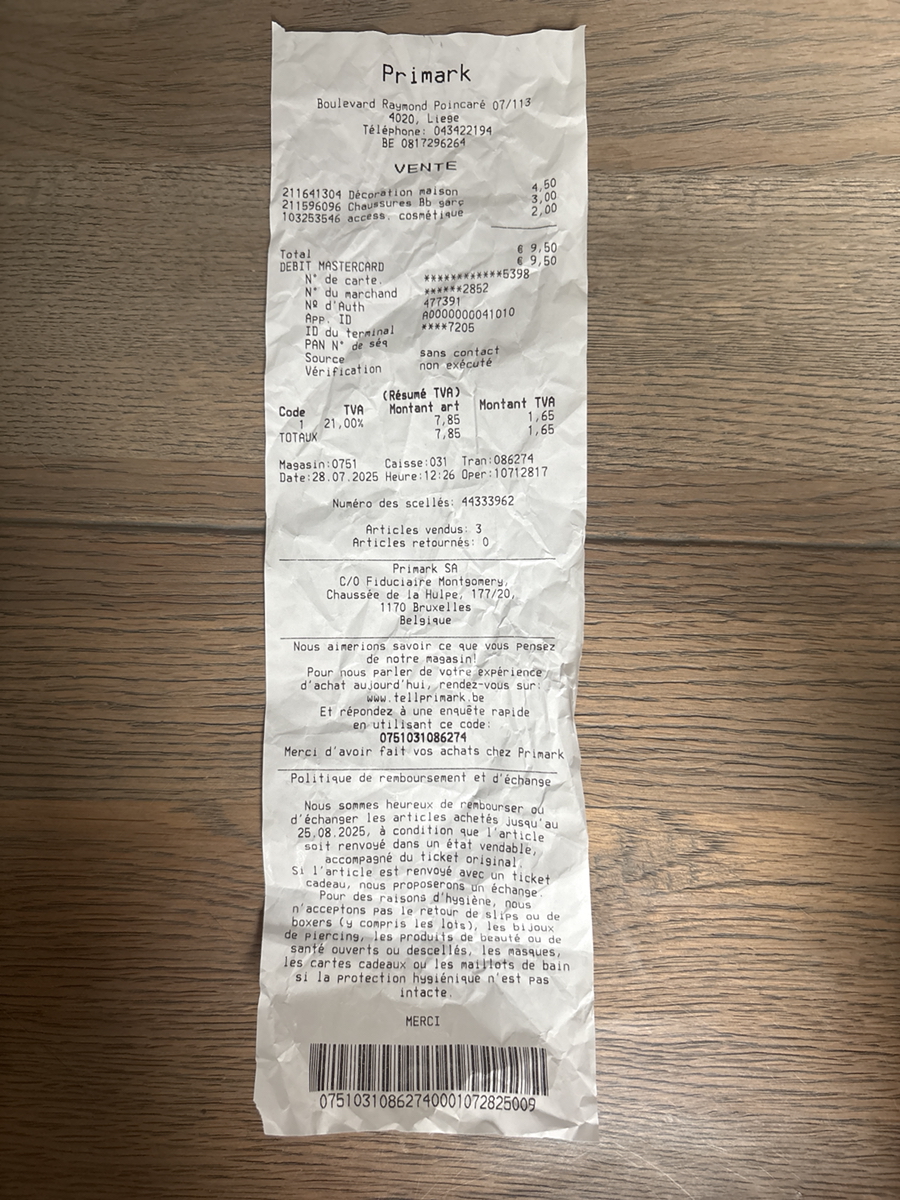 Primark
Boulevard Raymond Poincaré 07/113
4020, Liege
Téléphone: 043422194
BE 0817296264
VENTE
211641304 Décoration maison 4,50
211596096 Chaussures Bb garç 3,00
103253546 access. cosmétique 2,00
Total € 9,50
DEBIT MASTERCARD € 9,50
N° de carte. ************5398
N° du marchand ******2852
Nº d'Auth 477391
App. ID A0000000041010
ID du terminal ****7205
PAN N° de séq
Source sans contact
Vérification non exécuté
(Résumé TVA)
Code TVA Montant art Montant TVA
1 21,00% 7,85 1,65
TOTAUX 7,85 1,65
Magasin:0751 Caisse:031 Tran:086274
Date:28.07.2025 Heure:12:26 Oper:10712817
Numéro des scellés: 44333962
Articles vendus: 3
Articles retournés: 0
Primark SA
C/O Fiduciaire Montgomery,
Chaussée de la Hulpe, 177/20,
1170 Bruxelles
Belgique
Nous aimerions savoir ce que vous pensez
de notre magasin!
Pour nous parler de votre expérience
d'achat aujourd'hui, rendez-vous sur:
www.tellprimark.be
Et répondez à une enquête rapide
en utilisant ce code:
0751031086274
Merci d'avoir fait vos achats chez Primark
Politique de remboursement et d'échange
Nous sommes heureux de rembourser ou
d'échanger les articles achetés jusqu'au
25.08.2025, à condition que l'article
soit renvoyé dans un état vendable,
accompagné du ticket original.
Si l'article est renvoyé avec un ticket
cadeau, nous proposerons un échange.
Pour des raisons d'hygiène, nous
n'acceptons pas le retour de slips ou de
boxers (y compris les lois), les bijoux
de piercing, les produits de beauté ou de
santé ouverts ou descellés, les masques,
les cartes cadeaux ou les maillots de bain
si la protection hygiénique n'est pas
intacte.
MERCI
07510310862740001072825009